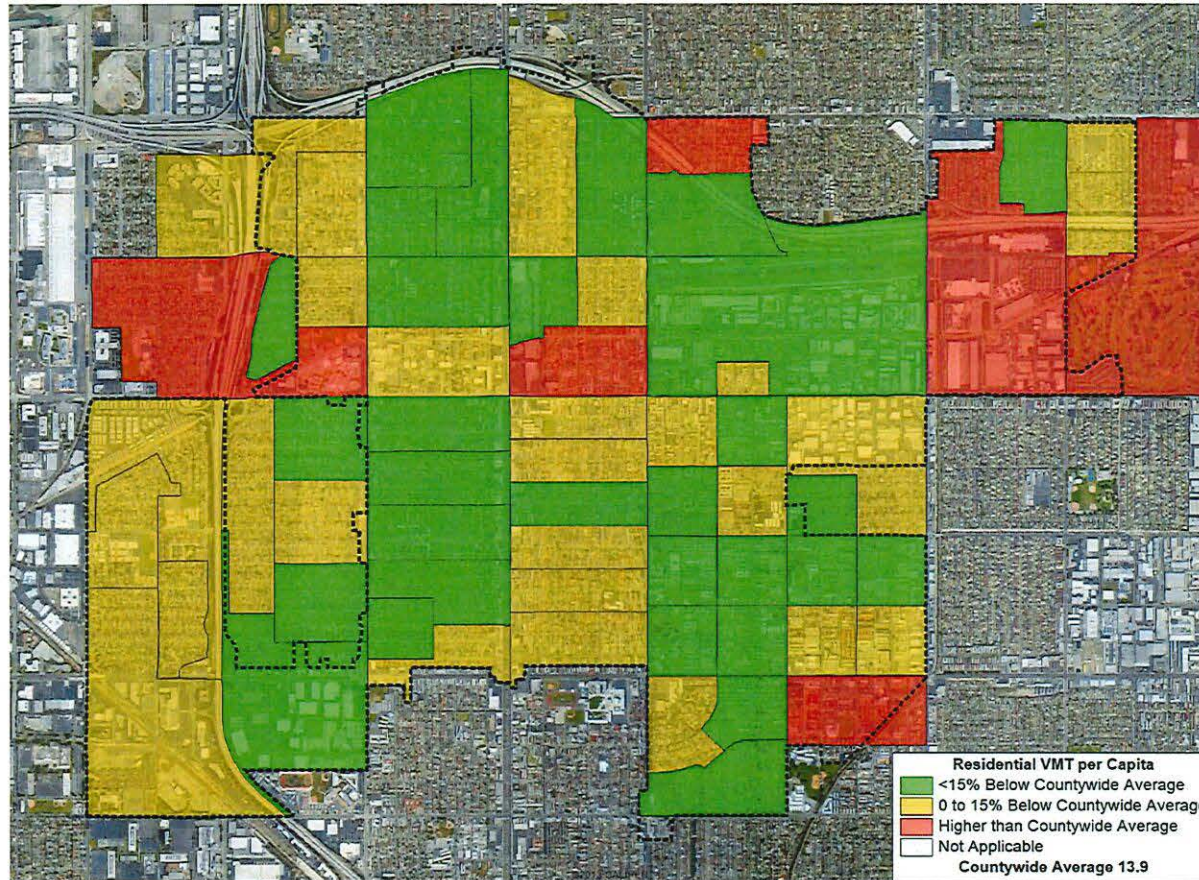 Residential VMT per Capita
<15% Below Countywide Average
0 to 15% Below Countywide Averag
Higher than Countywide Average
Not Applicable
Countywide Average 13.9